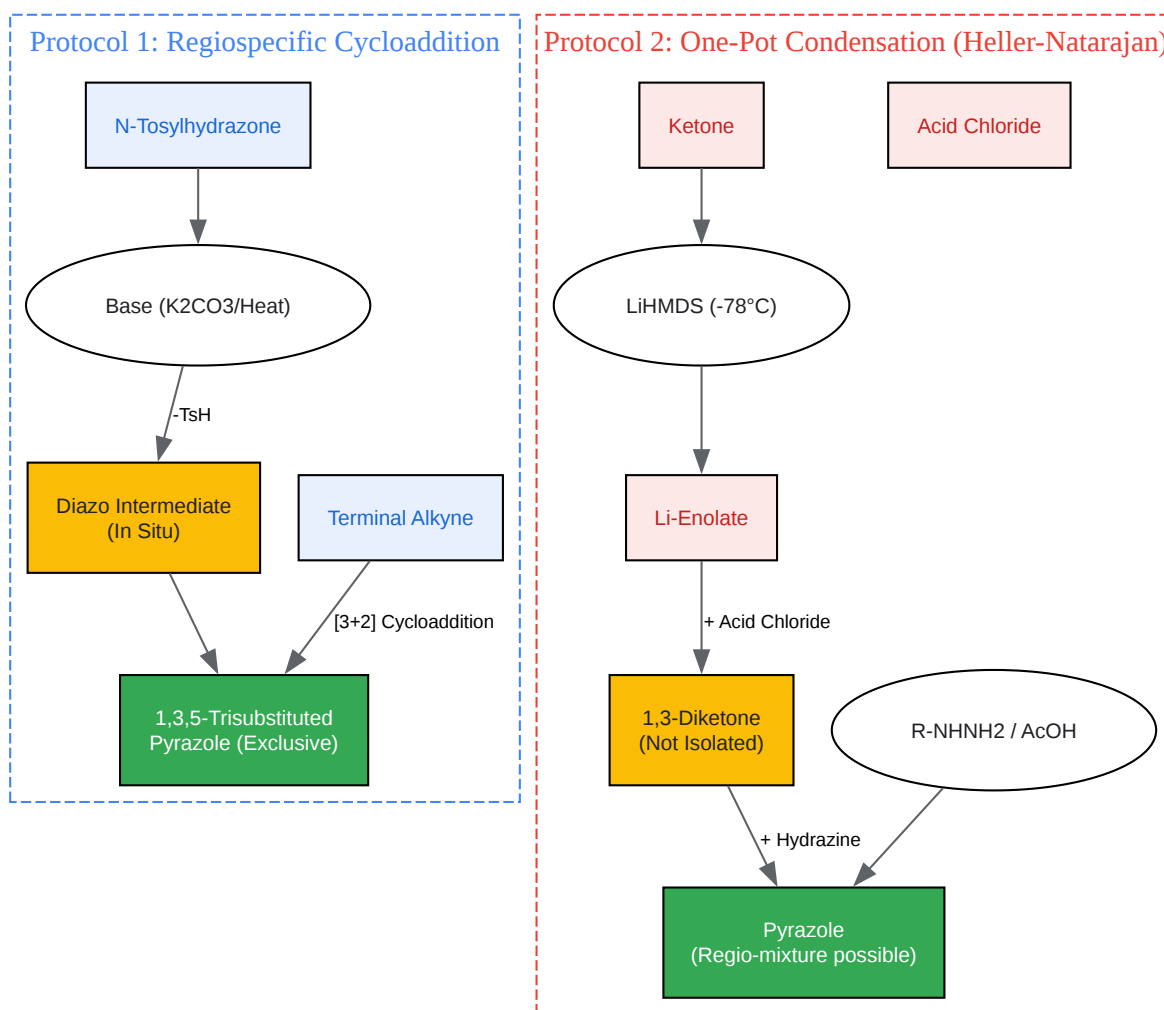 Protocol 1: Regiospecific Cycloaddition
N-Tosylhydrazone
Base (K2CO3/Heat)
-TsH
Diazo Intermediate
(In Situ)
Terminal Alkyne
[3+2] Cycloaddition
1,3,5-Trisubstituted
Pyrazole (Exclusive)
Protocol 2: One-Pot Condensation (Heller-Natarajan)
Ketone
Acid Chloride
LiHMDS (-78°C)
Li-Enolate
+ Acid Chloride
1,3-Diketone
(Not Isolated)
R-NHNH2 / AcOH
+ Hydrazine
Pyrazole
(Regio-mixture possible)